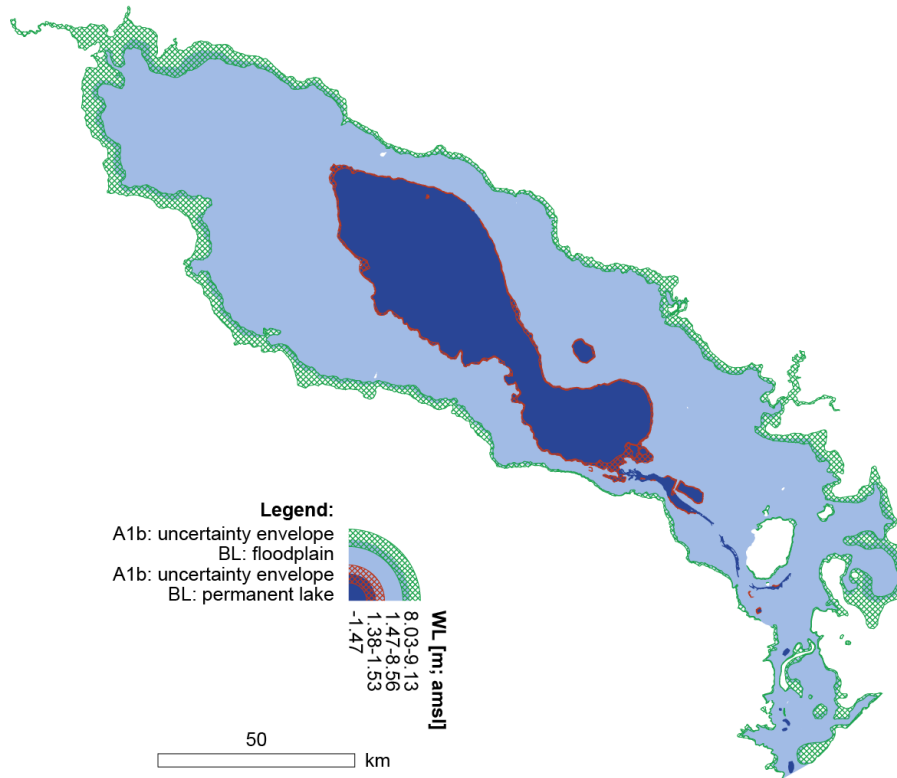 Legend:
A1b: uncertainty envelope
BL: floodplain
A1b: uncertainty envelope
BL: permanent lake
WL [m; amsl]
8.03-9.13
1.47-8.56
1.38-1.53
-1.47
50
km